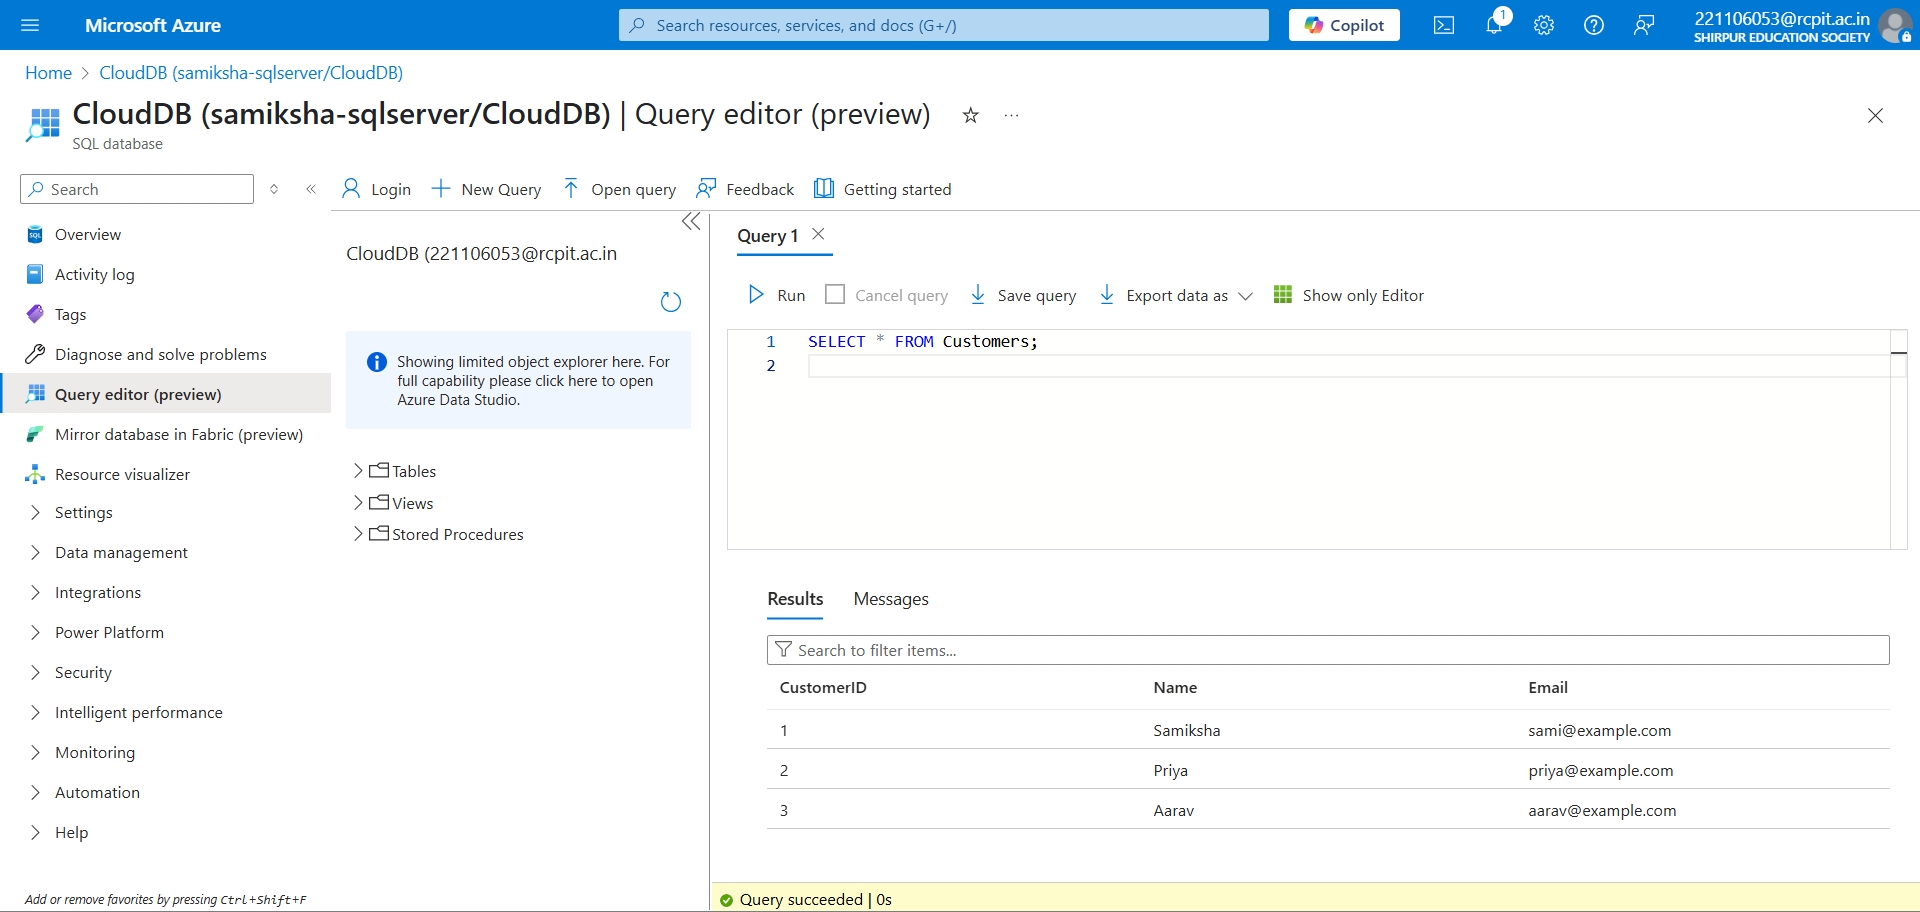 Microsoft Azure
Search resources, services, and docs (G+/)
Copilot
1
221106053@rcpit.ac.in
SHIRPUR EDUCATION SOCIETY
Home > CloudDB (samiksha-sqlserver/CloudDB)
CloudDB (samiksha-sqlserver/CloudDB) | Query editor (preview)
SQL database
Search
Login
New Query
Open query
Feedback
Getting started
Overview
Activity log
Tags
Diagnose and solve problems
Query editor (preview)
Mirror database in Fabric (preview)
Resource visualizer
Settings
Data management
Integrations
Power Platform
Security
Intelligent performance
Monitoring
Automation
Help
Add or remove favorites by pressing Ctrl+Shift+F
CloudDB (221106053@rcpit.ac.in
Showing limited object explorer here. For
full capability please click here to open
Azure Data Studio.
Tables
Views
Stored Procedures
Query 1
Run
Cancel query
Save query
Export data as
Show only Editor
1 SELECT * FROM Customers;
2
Results Messages
Search to filter items...
CustomerID Name Email
1 Samiksha sami@example.com
2 Priya priya@example.com
3 Aarav aarav@example.com
Query succeeded | 0s